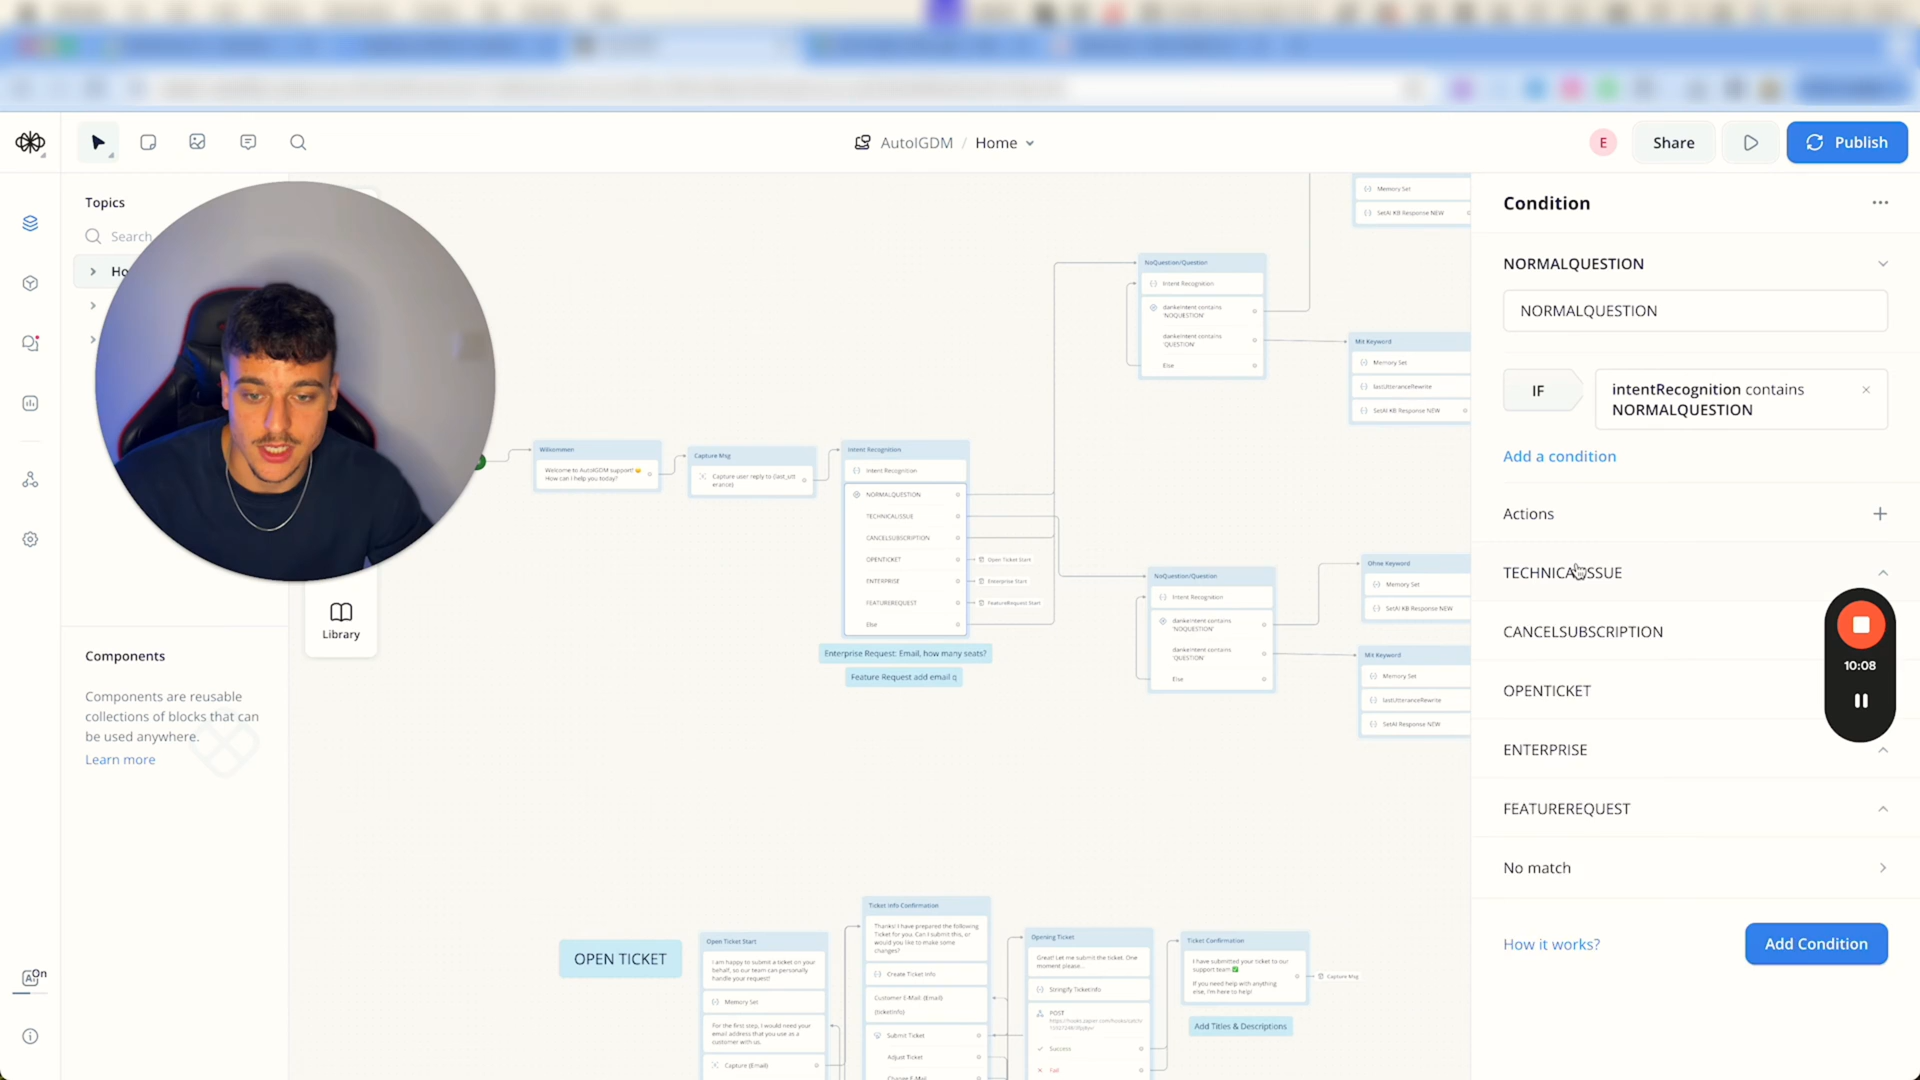 AutoIGDM / Home
E
Share
Publish
Topics
Search
Ho
Library
Components
Components are reusable
collections of blocks that can
be used anywhere.
Learn more
On
Willkommen
Welcome to AutoIGDM support! 😊
How can I help you today?
Capture Msg
Capture user reply to {last_utt
erance}
Intent Recognition
Intent Recognition
NORMALQUESTION
TECHNICALISSUE
CANCELSUBSCRIPTION
OPENTICKET
Open Ticket Start
ENTERPRISE
Enterprise Start
FEATUREREQUEST
FeatureRequest Start
Else
Enterprise Request: Email, how many seats?
Feature Request add email q
NoQuestion/Question
Intent Recognition
dankeIntent contains
'NOQUESTION'
dankeIntent contains
'QUESTION'
Else
Memory Set
SetAI KB Response NEW
Mit Keyword
Memory Set
lastUtteranceRewrite
SetAI KB Response NEW
NoQuestion/Question
Intent Recognition
dankeIntent contains
'NOQUESTION'
dankeIntent contains
'QUESTION'
Else
Ohne Keyword
Memory Set
SetAI KB Response NEW
Mit Keyword
Memory Set
lastUtteranceRewrite
SetAI Response NEW
OPEN TICKET
Open Ticket Start
I am happy to submit a ticket on your
behalf, so our team can personally
handle your request!
Memory Set
For the first step, I would need your
email address that you use as a
customer with us.
Capture {Email}
Ticket Info Confirmation
Thanks! I have prepared the following
Ticket for you. Can I submit this, or
would you like to make some
changes?
Create Ticket Info
Customer E-Mail: {Email}
{ticketInfo}
Submit Ticket
Adjust Ticket
Change E-Mail
Opening Ticket
Great! Let me submit the ticket. One
moment please...
Stringify TicketInfo
POST
Success
Fail
Ticket Confirmation
I have submitted your ticket to our
support team ✅
If you need help with anything
else, I'm here to help!
Capture Msg
Add Titles & Descriptions
Condition
NORMALQUESTION
NORMALQUESTION
IF
intentRecognition contains
NORMALQUESTION
Add a condition
Actions
TECHNICALISSUE
CANCELSUBSCRIPTION
OPENTICKET
ENTERPRISE
FEATUREREQUEST
No match
How it works?
Add Condition
10:08